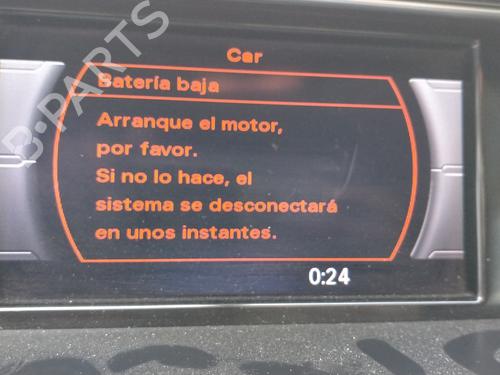 Car
Batería baja
Arranque el motor,
por favor.
Si no lo hace, el
sistema se desconectará
en unos instantes.
0:24
B-PARTS